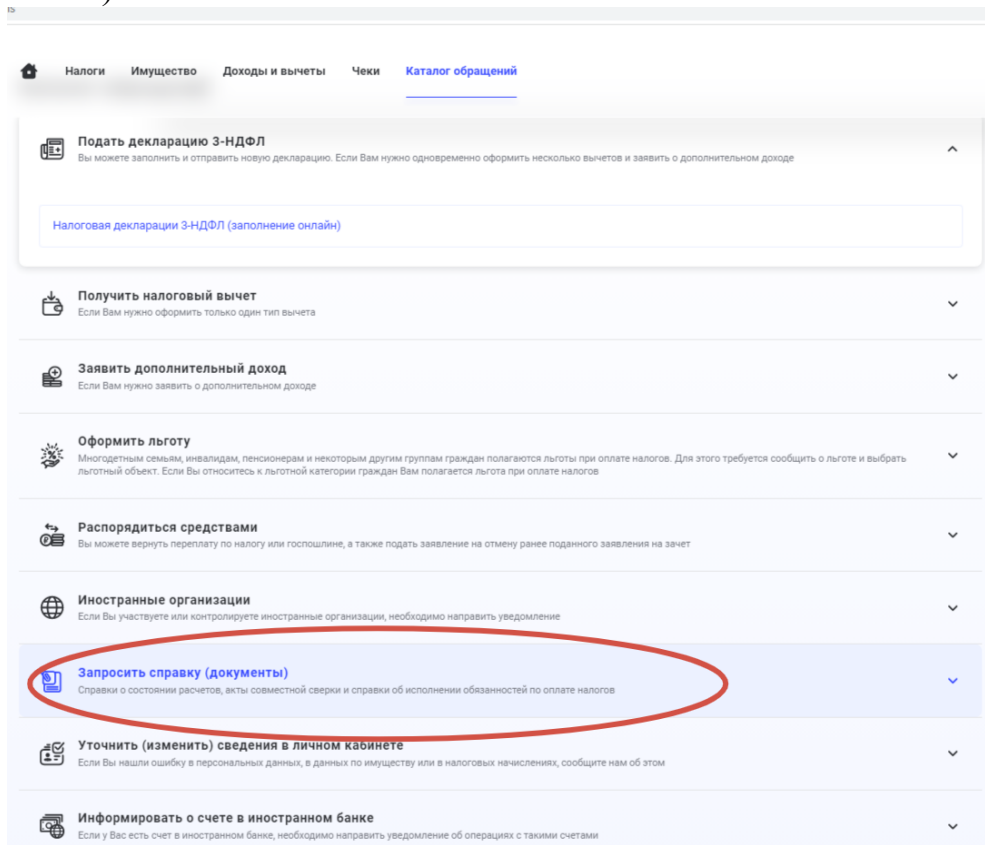 Налоги Имущество Доходы и вычеты Чеки Каталог обращений
Подать декларацию 3-НДФЛ
Вы можете заполнить и отправить новую декларацию. Если Вам нужно одновременно оформить несколько вычетов и заявить о дополнительном доходе
Налоговая декларации 3-НДФЛ (заполнение онлайн)
Получить налоговый вычет
Если Вам нужно оформить только один тип вычета
Заявить дополнительный доход
Если Вам нужно заявить о дополнительном доходе
Оформить льготу
Многодетным семьям, инвалидам, пенсионерам и некоторым другим группам граждан полагаются льготы при оплате налогов. Для этого требуется сообщить о льготе и выбрать
льготный объект. Если Вы относитесь к льготной категории граждан Вам полагается льгота при оплате налогов
Распорядиться средствами
Вы можете вернуть переплату по налогу или госпошлине, а также подать заявление на отмену ранее поданного заявления на зачет
Иностранные организации
Если Вы участвуете или контролируете иностранные организации, необходимо направить уведомление
Запросить справку (документы)
Справки о состоянии расчетов, акты совместной сверки и справки об исполнении обязанностей по оплате налогов
Уточнить (изменить) сведения в личном кабинете
Если Вы нашли ошибку в персональных данных, в данных по имуществу или в налоговых начислениях, сообщите нам об этом
Информировать о счете в иностранном банке
Если у Вас есть счет в иностранном банке, необходимо направить уведомление об операциях с такими счетами